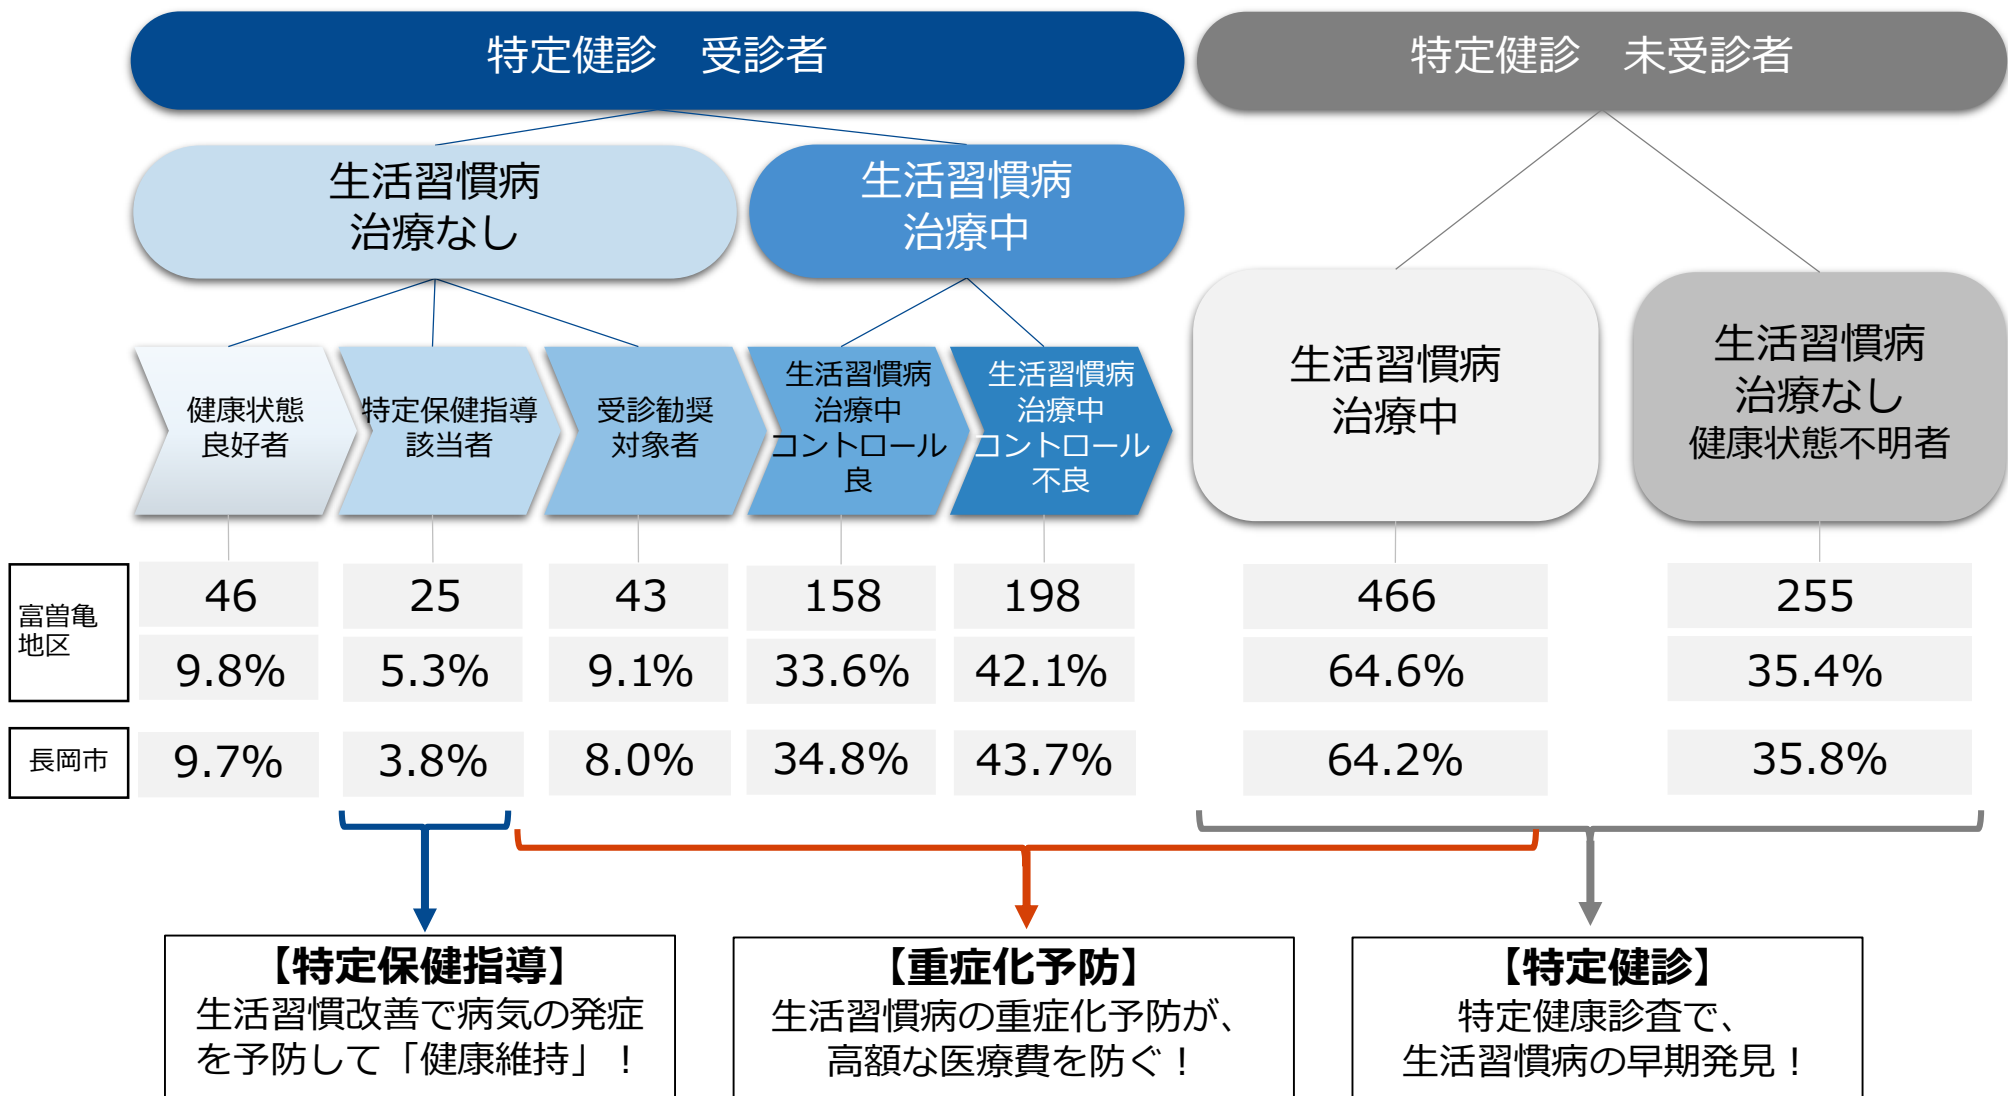 特定健診　受診者
特定健診　未受診者
生活習慣病
治療なし
生活習慣病
治療中
健康状態
良好者
特定保健指導
該当者
受診勧奨
対象者
生活習慣病
治療中
コントロール
良
生活習慣病
治療中
コントロール
不良
生活習慣病
治療中
生活習慣病
治療なし
健康状態不明者
富曽亀
地区
46 25 43 158 198 466 255
9.8% 5.3% 9.1% 33.6% 42.1% 64.6% 35.4%
長岡市 9.7% 3.8% 8.0% 34.8% 43.7% 64.2% 35.8%
【特定保健指導】
生活習慣改善で病気の発症
を予防して「健康維持」！
【重症化予防】
生活習慣病の重症化予防が、
高額な医療費を防ぐ！
【特定健診】
特定健康診査で、
生活習慣病の早期発見！